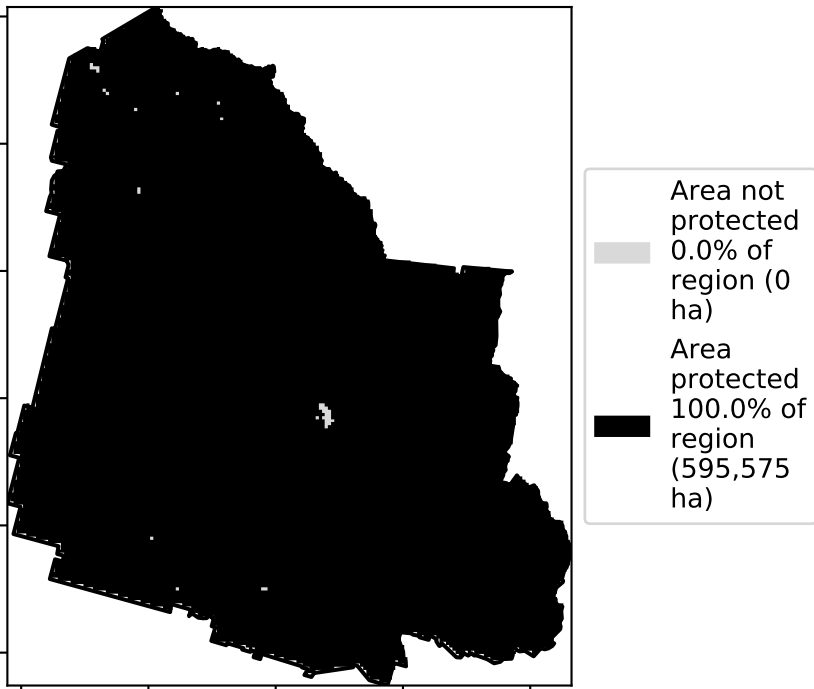 Area not
protected
0.0% of
region (0
ha)
Area
protected
100.0% of
region
(595,575
ha)